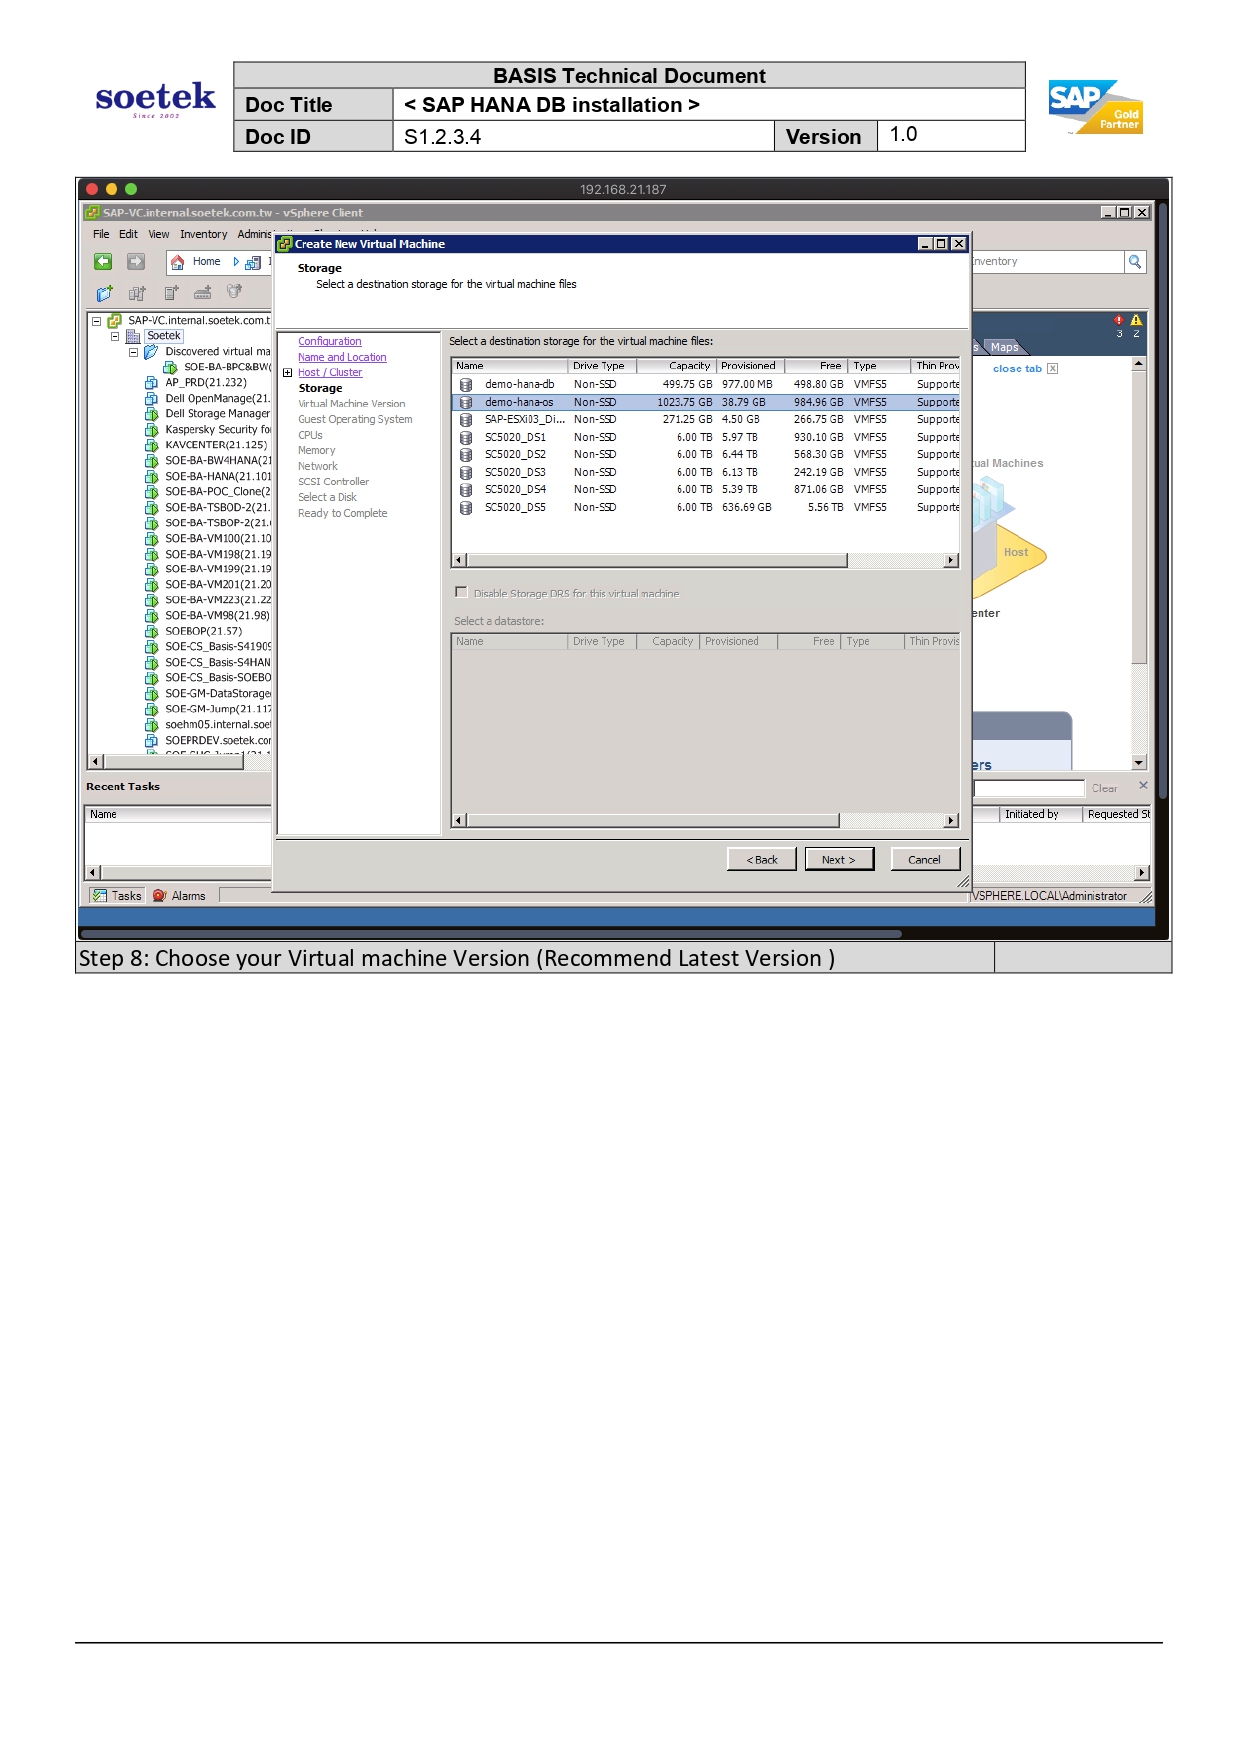 soetek
Since 2002
BASIS Technical Document
Doc Title < SAP HANA DB installation >
Doc ID S1.2.3.4 Version 1.0
SAP
Gold
Partner
192.168.21.187
SAP-VC.internal.soetek.com.tw - vSphere Client
File Edit View Inventory
Create New Virtual Machine
Home
Storage
Select a destination storage for the virtual machine files
SAP-VC.internal.soetek.com.t
Soetek
Discovered virtual ma
SOE-BA-BPC&BW(
AP_PRD(21.232)
Dell OpenManage(21.
Dell Storage Manager
Kaspersky Security fo
KAVCENTER(21.125)
SOE-BA-BW4HANA(21
SOE-BA-HANA(21.101
SOE-BA-POC_Clone(2
SOE-BA-TSBOD-2(21.
SOE-BA-TSBOP-2(21.
SOE-BA-VM100(21.10
SOE-BA-VM198(21.19
SOE-BA-VM199(21.19
SOE-BA-VM201(21.20
SOE-BA-VM223(21.22
SOE-BA-VM98(21.98)
SOEBOP(21.57)
SOE-CS_Basis-S41909
SOE-CS_Basis-S4HAN
SOE-CS_Basis-SOEBO
SOE-GM-DataStorage
SOE-GM-Jump(21.117
soehm05.internal.soet
SOEPRDEV.soetek.cor
Configuration
Name and Location
Host / Cluster
Storage
Virtual Machine Version
Guest Operating System
CPUs
Memory
Network
SCSI Controller
Select a Disk
Ready to Complete
Select a destination storage for the virtual machine files:
Name Drive Type Capacity Provisioned Free Type Thin Prov
demo-hana-db Non-SSD 499.75 GB 977.00 MB 498.80 GB VMFS5 Supporte
demo-hana-os Non-SSD 1023.75 GB 38.79 GB 984.96 GB VMFS5 Supporte
SAP-ESXi03_Di... Non-SSD 271.25 GB 4.50 GB 266.75 GB VMFS5 Supporte
SC5020_DS1 Non-SSD 6.00 TB 5.97 TB 930.10 GB VMFS5 Supporte
SC5020_DS2 Non-SSD 6.00 TB 6.44 TB 568.30 GB VMFS5 Supporte
SC5020_DS3 Non-SSD 6.00 TB 6.13 TB 242.19 GB VMFS5 Supporte
SC5020_DS4 Non-SSD 6.00 TB 5.39 TB 871.06 GB VMFS5 Supporte
SC5020_DS5 Non-SSD 6.00 TB 636.69 GB 5.56 TB VMFS5 Supporte
Disable Storage DRS for this virtual machine
Select a datastore:
Name Drive Type Capacity Provisioned Free Type Thin Provis
< Back Next > Cancel
nventory
3 2
s Maps
close tab
ual Machines
Host
enter
ers
Recent Tasks
Clear
Name
Initiated by Requested St
Tasks Alarms
VSPHERE.LOCAL\Administrator
Step 8: Choose your Virtual machine Version (Recommend Latest Version )